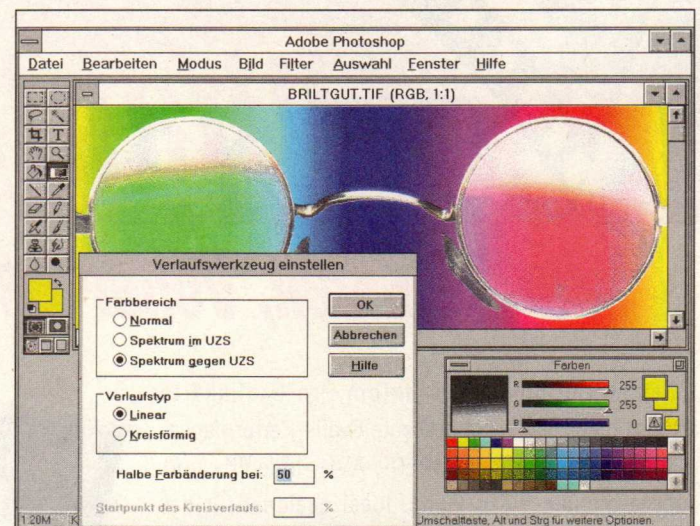 Adobe Photoshop
Datei Bearbeiten Modus Bild Filter Auswahl Fenster Hilfe
BRILTGUT.TIF (RGB, 1:1)
T
Verlaufswerkzeug einstellen
Farbbereich
Normal
Spektrum im UZS
Spektrum gegen UZS
OK
Abbrechen
Hilfe
Verlaufstyp
Linear
Kreisförmig
Halbe Farbänderung bei: 50 %
Startpunkt des Kreisverlaufs: %
Farben
R 255
G 255
B 0
1.20M K
Umschalttaste, Alt und Strg für weitere Optionen.